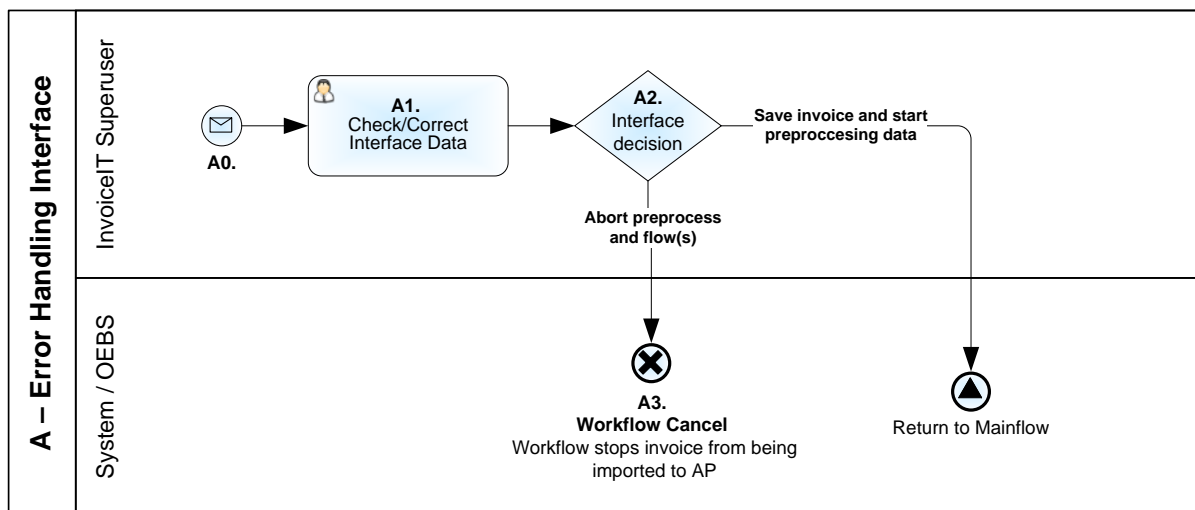 A – Error Handling Interface
InvoiceIT Superuser
A0.
A1.
Check/Correct
Interface Data
A2.
Interface
decision
Save invoice and start
preproccesing data
Abort preprocess
and flow(s)
System / OEBS
A3.
Workflow Cancel
Workflow stops invoice from being
imported to AP
Return to Mainflow